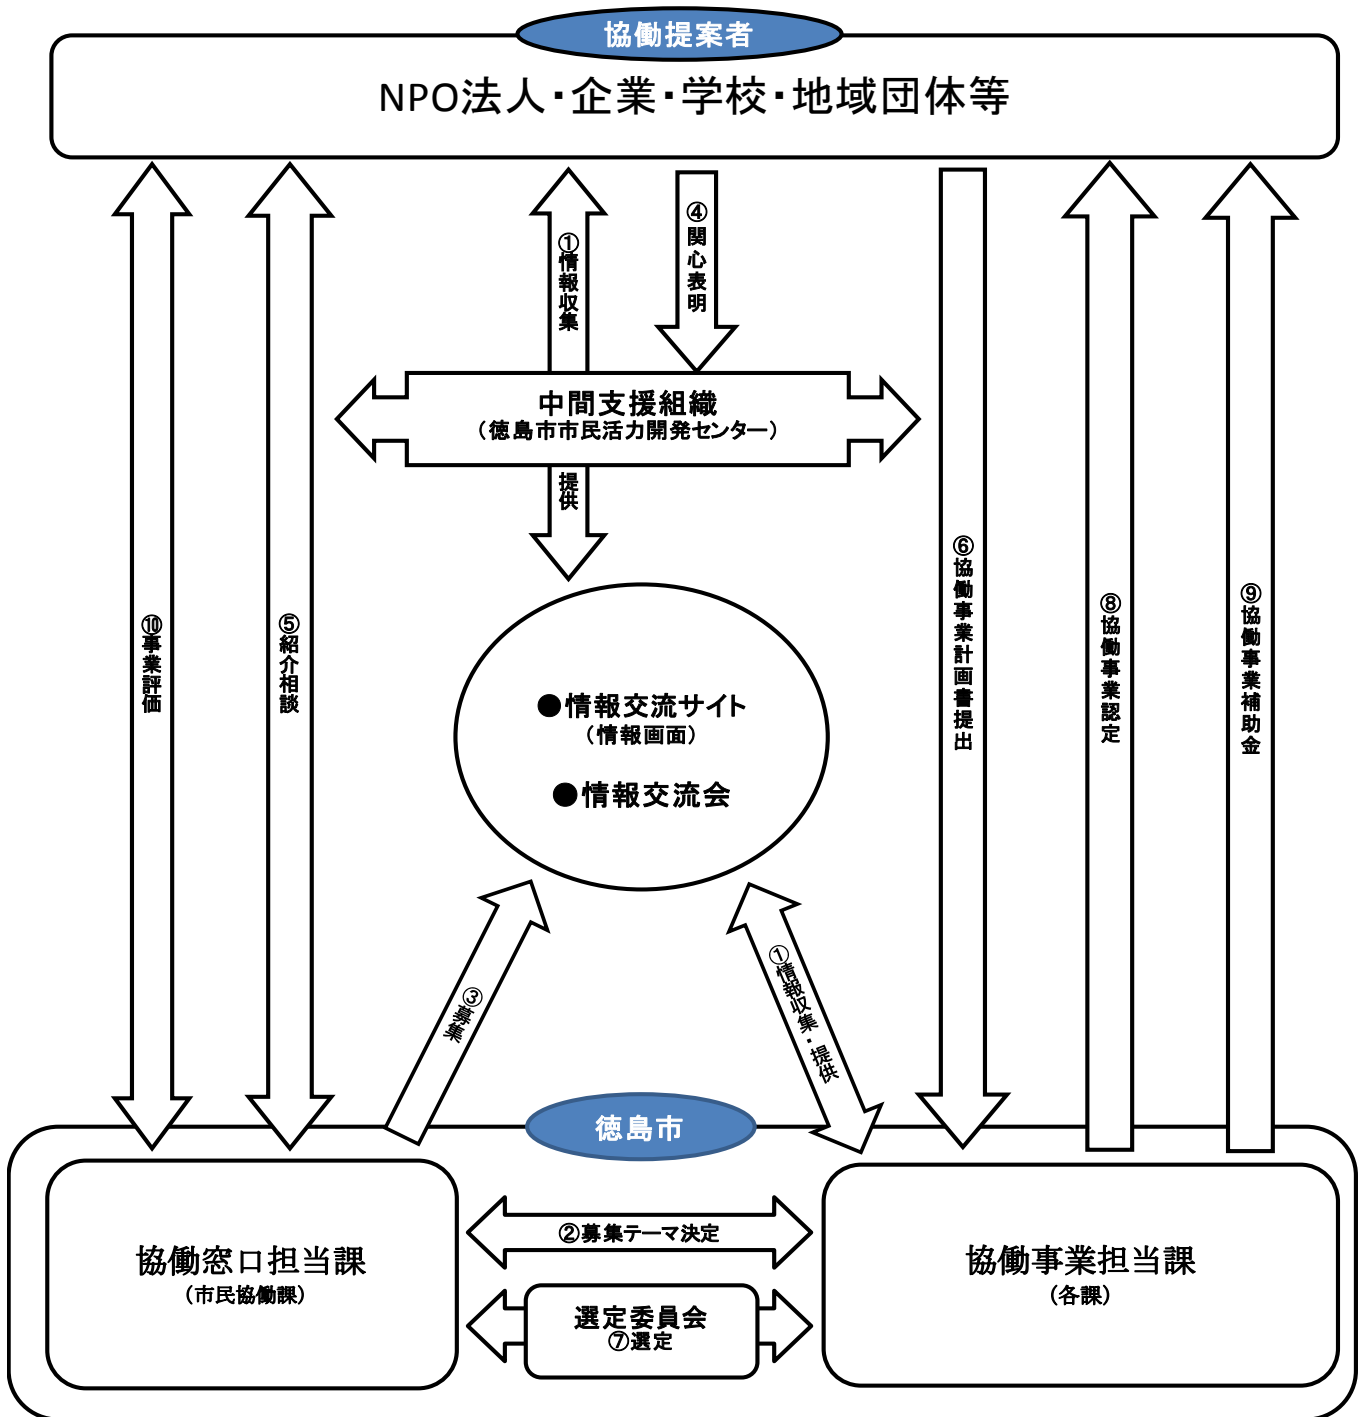 協働提案者
NPO法人・企業・学校・地域団体等
①情報収集
④関心表明
中間支援組織
（徳島市市民活力開発センター）
提供
⑩事業評価
⑤紹介相談
⑥協働事業計画書提出
⑧協働事業認定
⑨協働事業補助金
●情報交流サイト
（情報画面）
●情報交流会
③募集
①情報収集・提供
徳島市
協働窓口担当課
（市民協働課）
②募集テーマ決定
選定委員会
⑦選定
協働事業担当課
（各課）